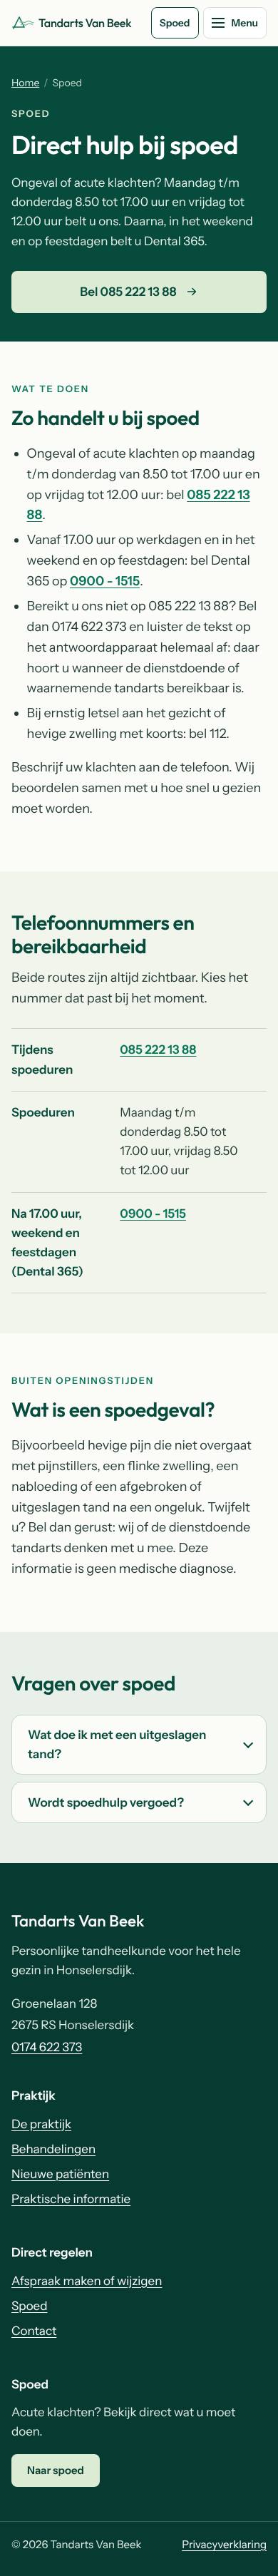 Tandarts Van Beek
Spoed
Menu
Home / Spoed
SPOED
Direct hulp bij spoed
Ongeval of acute klachten? Maandag t/m
donderdag 8.50 tot 17.00 uur en vrijdag tot
12.00 uur belt u ons. Daarna, in het weekend
en op feestdagen belt u Dental 365.
Bel 085 222 13 88 →
WAT TE DOEN
Zo handelt u bij spoed
• Ongeval of acute klachten op maandag
t/m donderdag van 8.50 tot 17.00 uur en
op vrijdag tot 12.00 uur: bel 085 222 13
88.
• Vanaf 17.00 uur op werkdagen en in het
weekend en op feestdagen: bel Dental
365 op 0900 - 1515.
• Bereikt u ons niet op 085 222 13 88? Bel
dan 0174 622 373 en luister de tekst op
het antwoordapparaat helemaal af: daar
hoort u wanneer de dienstdoende of
waarnemende tandarts bereikbaar is.
• Bij ernstig letsel aan het gezicht of
hevige zwelling met koorts: bel 112.
Beschrijf uw klachten aan de telefoon. Wij
beoordelen samen met u hoe snel u gezien
moet worden.
Telefoonnummers en
bereikbaarheid
Beide routes zijn altijd zichtbaar. Kies het
nummer dat past bij het moment.
Tijdens
spoeduren
085 222 13 88
Spoeduren
Maandag t/m
donderdag 8.50 tot
17.00 uur, vrijdag 8.50
tot 12.00 uur
Na 17.00 uur,
weekend en
feestdagen
(Dental 365)
0900 - 1515
BUITEN OPENINGSTIJDEN
Wat is een spoedgeval?
Bijvoorbeeld hevige pijn die niet overgaat
met pijnstillers, een flinke zwelling, een
nabloeding of een afgebroken of
uitgeslagen tand na een ongeluk. Twijfelt
u? Bel dan gerust: wij of de dienstdoende
tandarts denken met u mee. Deze
informatie is geen medische diagnose.
Vragen over spoed
Wat doe ik met een uitgeslagen
tand?
Wordt spoedhulp vergoed?
Tandarts Van Beek
Persoonlijke tandheelkunde voor het hele
gezin in Honselersdijk.
Groenelaan 128
2675 RS Honselersdijk
0174 622 373
Praktijk
De praktijk
Behandelingen
Nieuwe patiënten
Praktische informatie
Direct regelen
Afspraak maken of wijzigen
Spoed
Contact
Spoed
Acute klachten? Bekijk direct wat u moet
doen.
Naar spoed
© 2026 Tandarts Van Beek
Privacyverklaring